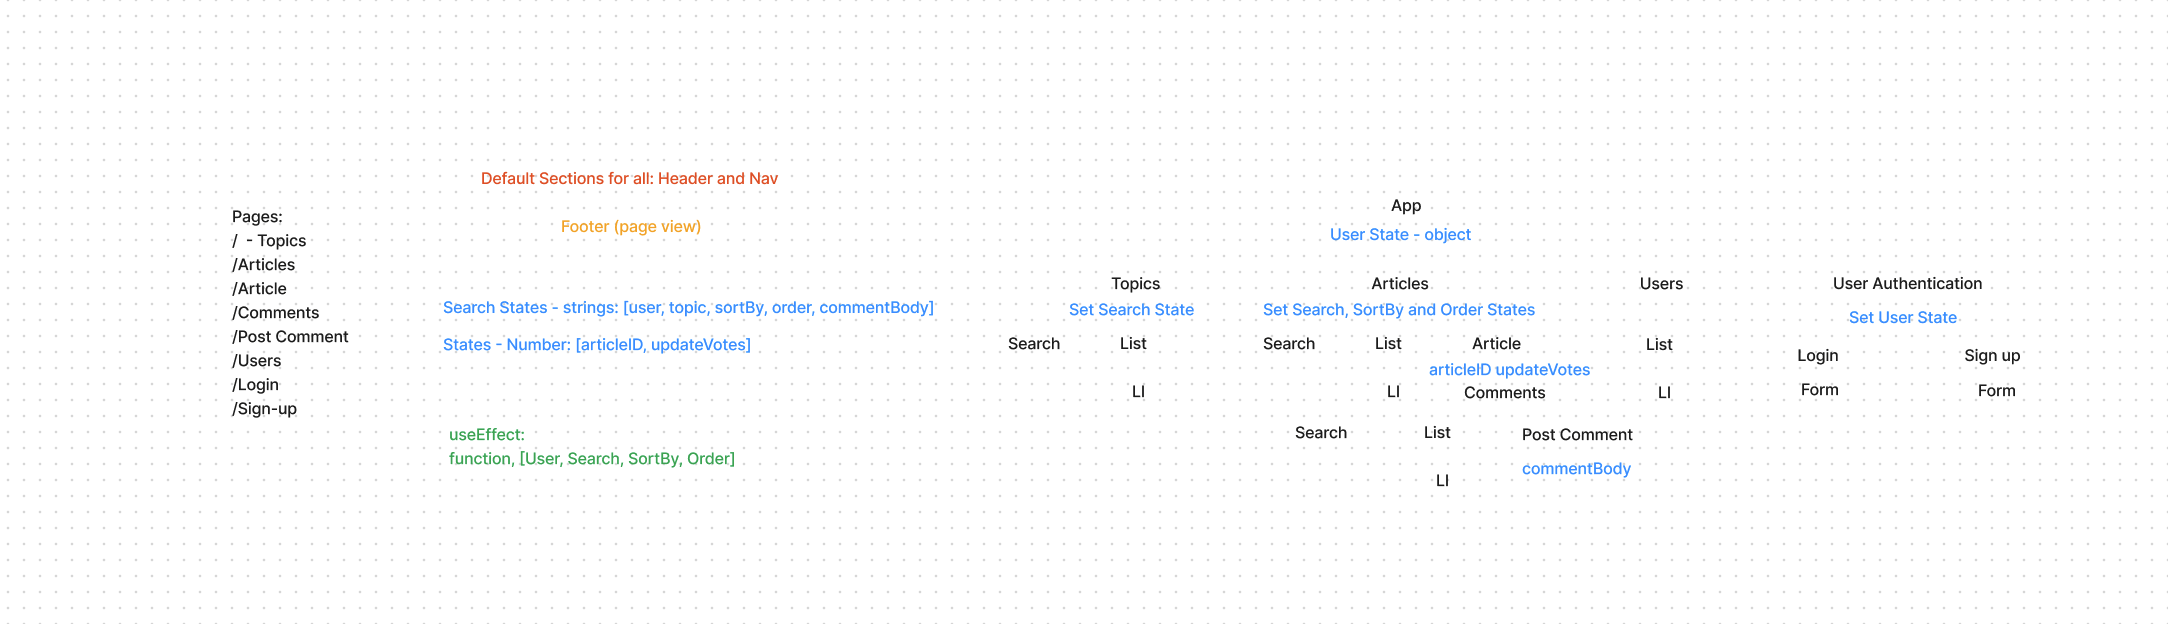 Default Sections for all: Header and Nav
Footer (page view)
Pages:
/  - Topics
/Articles
/Article
/Comments
/Post Comment
/Users
/Login
/Sign-up
Search States - strings: [user, topic, sortBy, order, commentBody]
States - Number: [articleID, updateVotes]
useEffect:
function, [User, Search, SortBy, Order]
App
User State - object
Topics
Set Search State
Search
List
LI
Articles
Set Search, SortBy and Order States
Search
List
LI
Article
articleID updateVotes
Comments
Search
List
LI
Post Comment
commentBody
Users
List
LI
User Authentication
Set User State
Login
Form
Sign up
Form